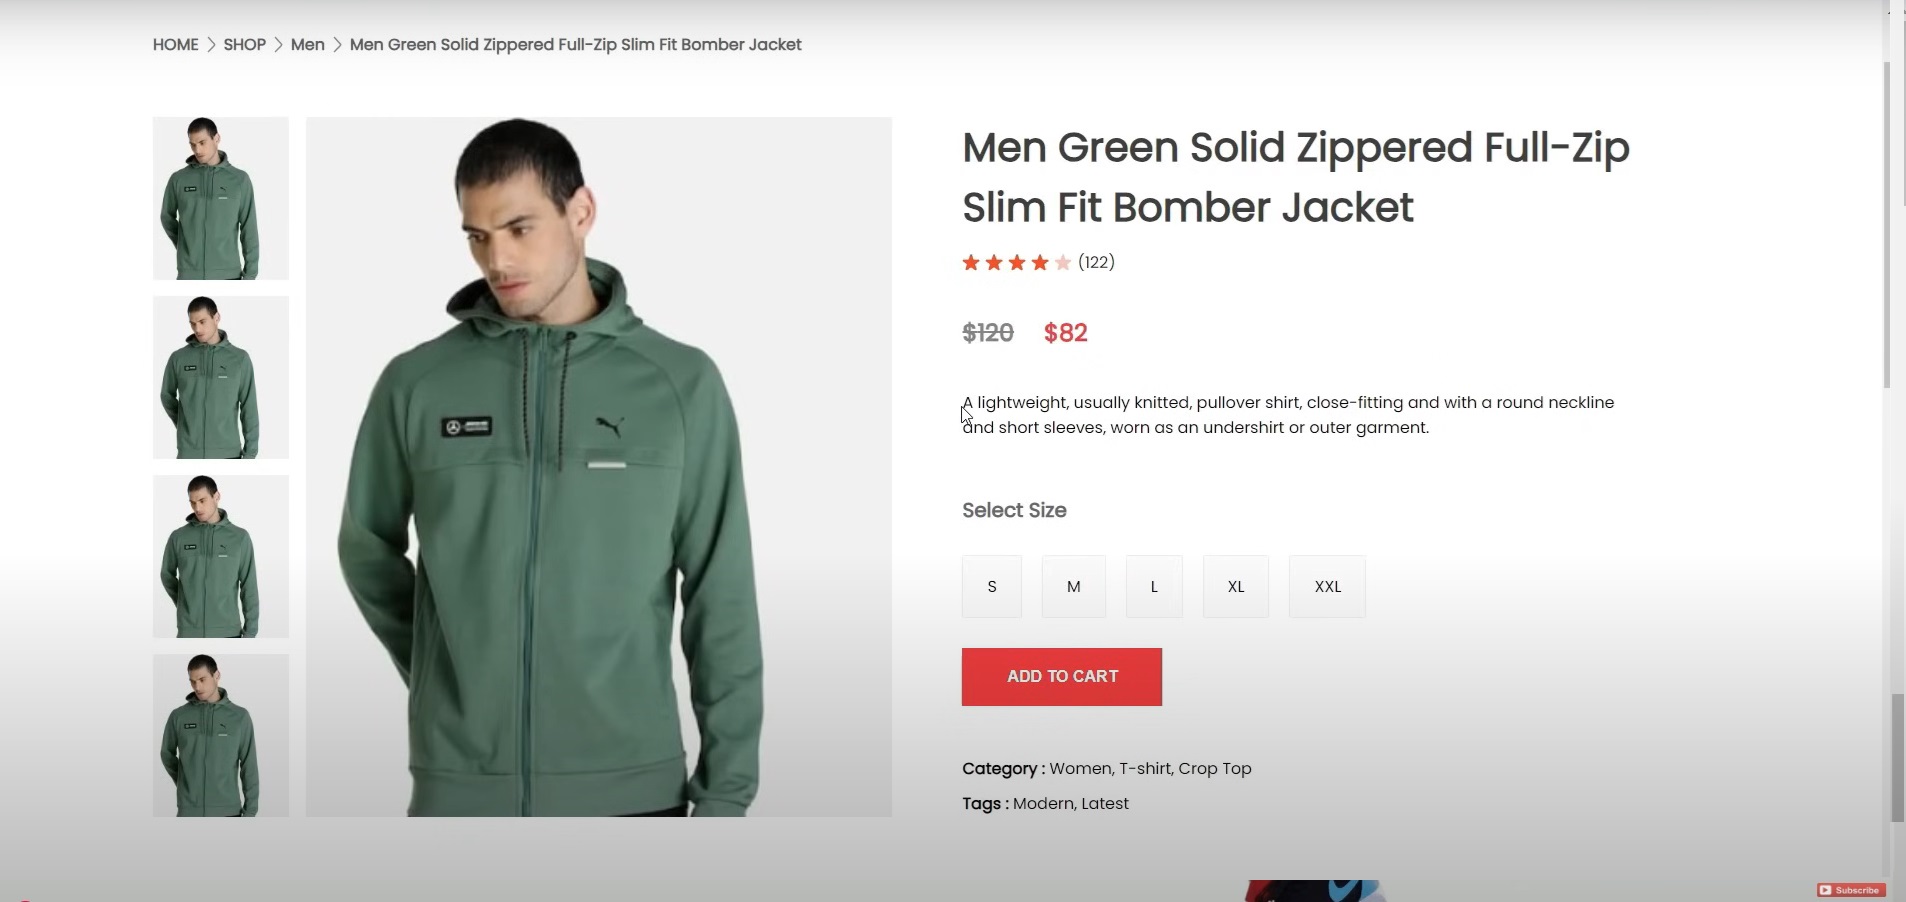 HOME > SHOP > Men > Men Green Solid Zippered Full-Zip Slim Fit Bomber Jacket
Men Green Solid Zippered Full-Zip
Slim Fit Bomber Jacket
(122)
$120 $82
A lightweight, usually knitted, pullover shirt, close-fitting and with a round neckline
and short sleeves, worn as an undershirt or outer garment.
Select Size
S M L XL XXL
ADD TO CART
Category : Women, T-shirt, Crop Top
Tags : Modern, Latest
Subscribe